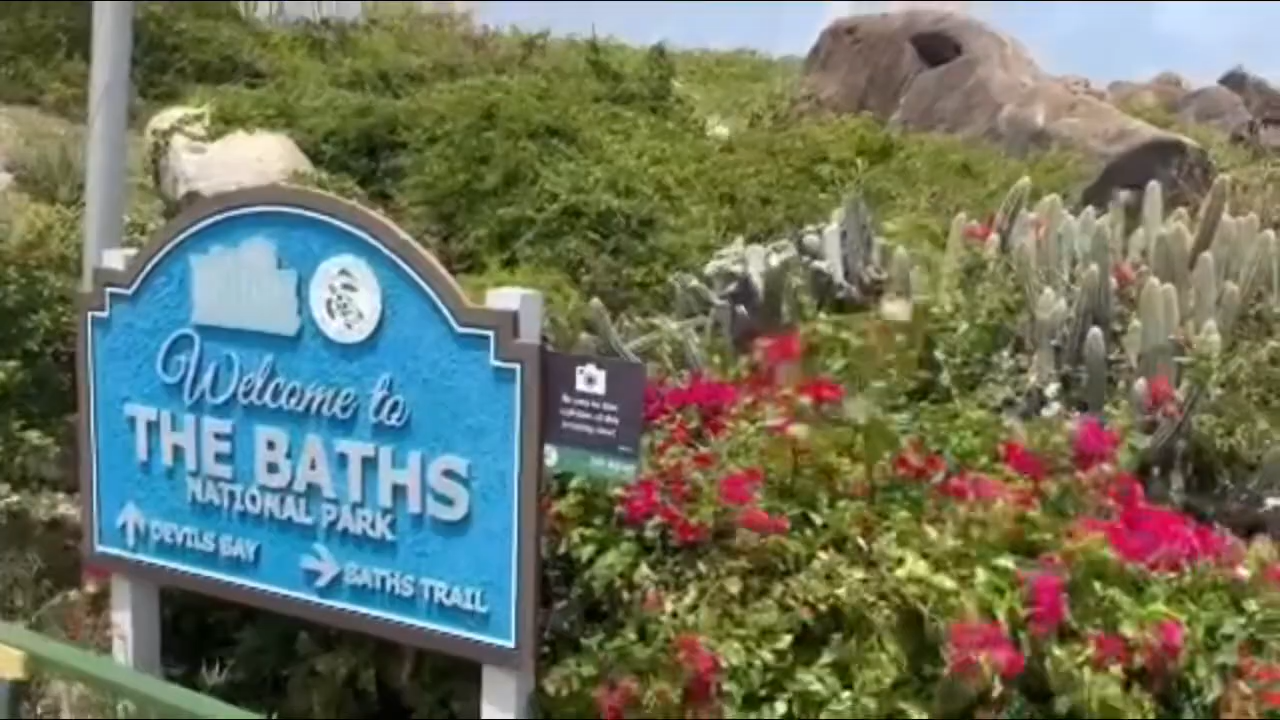 Welcome to
THE BATHS
NATIONAL PARK
DEVILS BAY
BATHS TRAIL